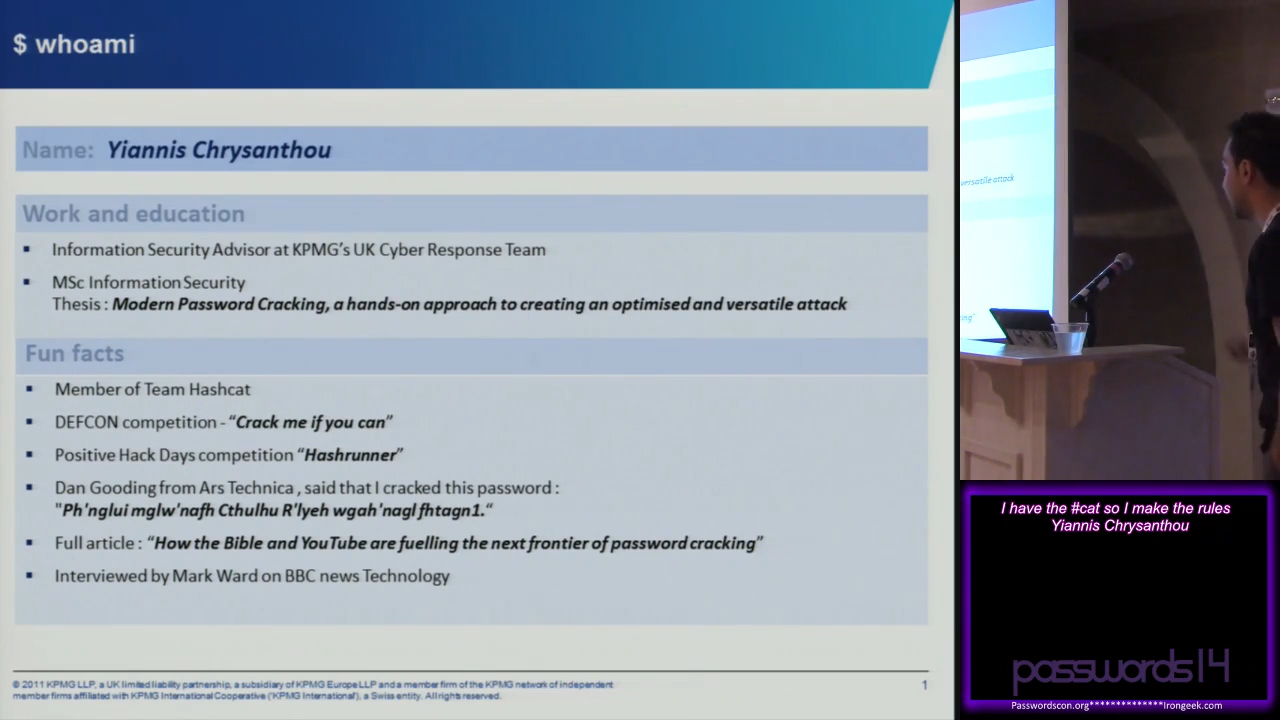 $ whoami
Name: Yiannis Chrysanthou
Work and education
Information Security Advisor at KPMG's UK Cyber Response Team
MSc Information Security
Thesis : Modern Password Cracking, a hands-on approach to creating an optimised and versatile attack
Fun facts
Member of Team Hashcat
DEFCON competition - “Crack me if you can”
Positive Hack Days competition “Hashrunner”
Dan Gooding from Ars Technica , said that I cracked this password :
"Ph'nglui mglw'nafh Cthulhu R'lyeh wgah'nagl fhtagn1.“
Full article : “How the Bible and YouTube are fuelling the next frontier of password cracking”
Interviewed by Mark Ward on BBC news Technology
© 2011 KPMG LLP, a UK limited liability partnership, a subsidiary of KPMG Europe LLP and a member firm of the KPMG network of independent
member firms affiliated with KPMG International Cooperative ('KPMG International'), a Swiss entity. All rights reserved.
1
versatile attack
I have the #cat so I make the rules
Yiannis Chrysanthou
passwords14
Passwordscon.org**************Irongeek.com